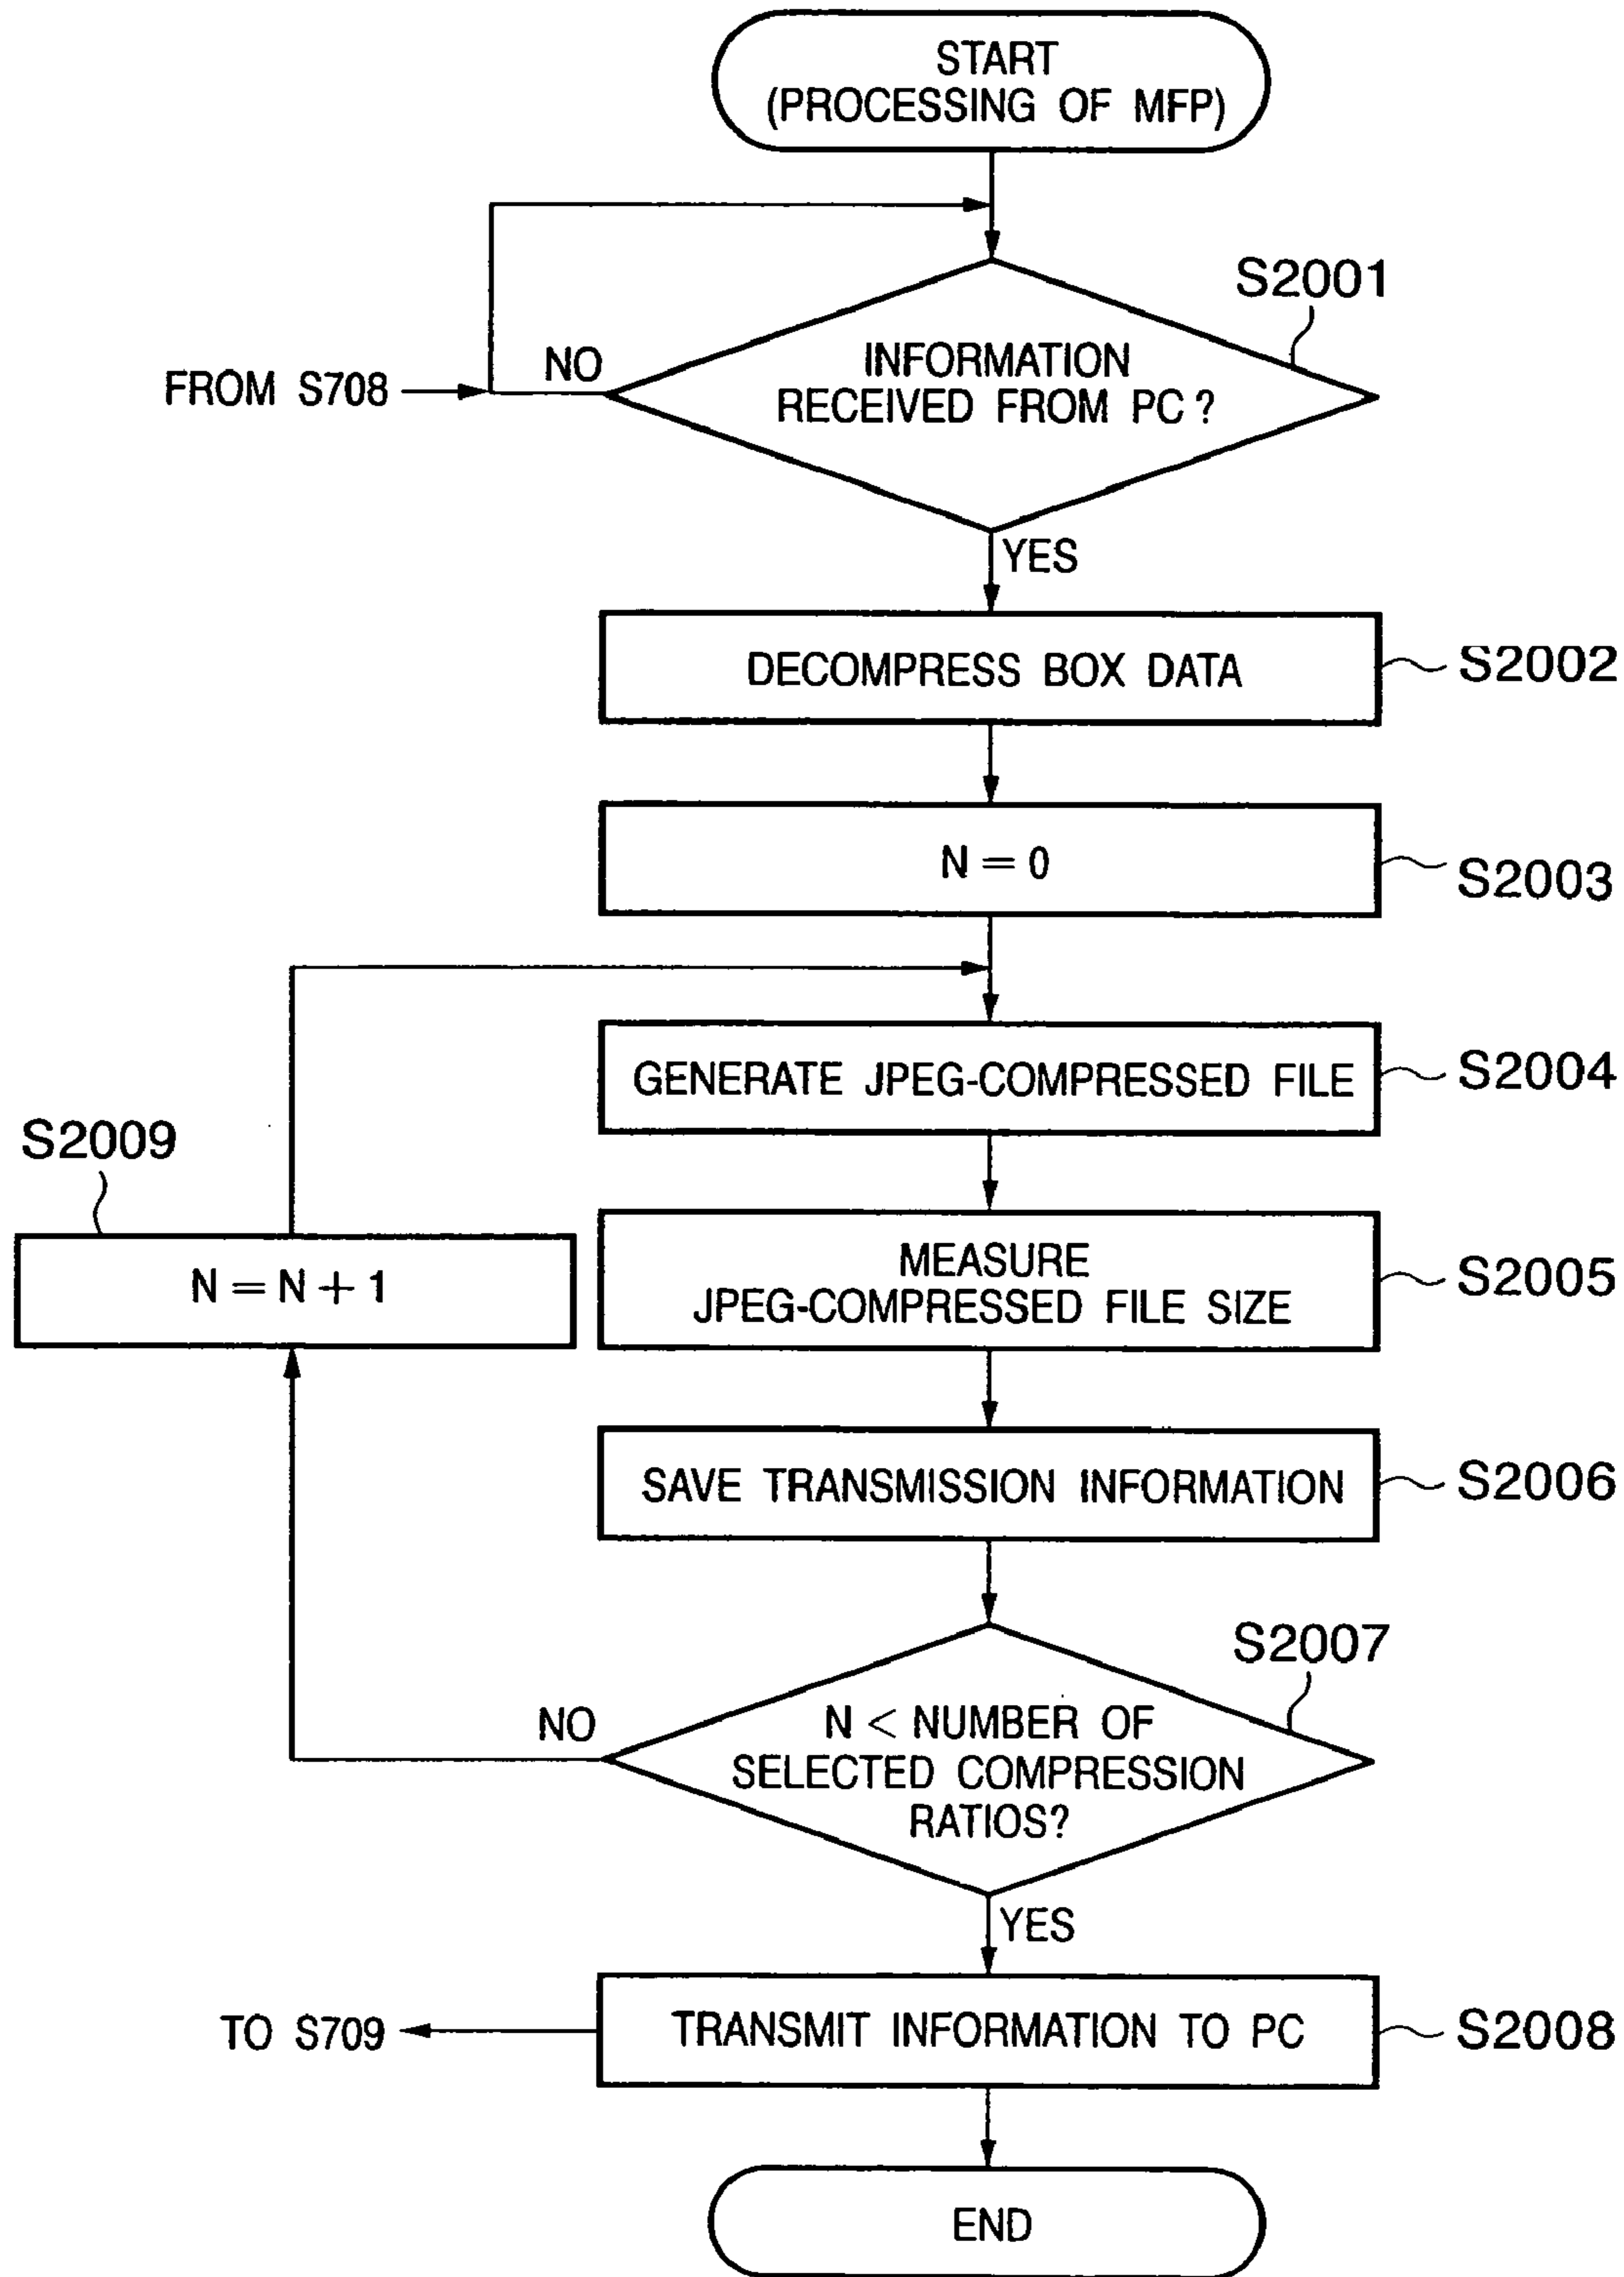 START
(PROCESSING OF MFP)
S2001
INFORMATION
RECEIVED FROM PC?
NO
FROM S708
YES
DECOMPRESS BOX DATA
S2002
N = 0
S2003
GENERATE JPEG-COMPRESSED FILE
S2004
S2009
N = N + 1
MEASURE
JPEG-COMPRESSED FILE SIZE
S2005
SAVE TRANSMISSION INFORMATION
S2006
S2007
NO
N < NUMBER OF
SELECTED COMPRESSION
RATIOS?
YES
TRANSMIT INFORMATION TO PC
S2008
TO S709
END